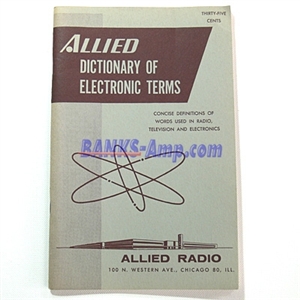 THIRTY-FIVE
CENTS
ALLIED
DICTIONARY OF
ELECTRONIC TERMS
CONCISE DEFINITIONS OF
WORDS USED IN RADIO,
TELEVISION AND ELECTRONICS
BANKS-Amp.com
ALLIED RADIO
100 N. WESTERN AVE., CHICAGO 80, ILL.